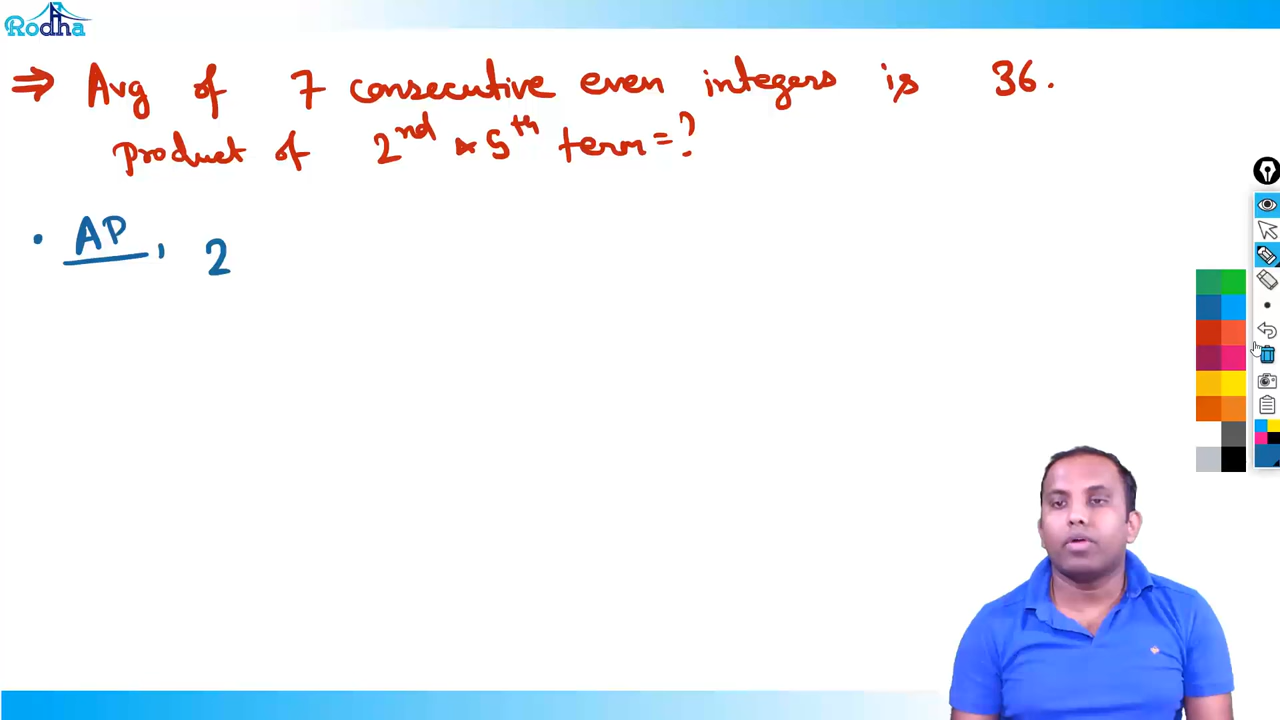 Rodha
⇒ Avg of 7 consecutive even integers is 36.
product of 2nd & 5th term = ?
• AP, 2